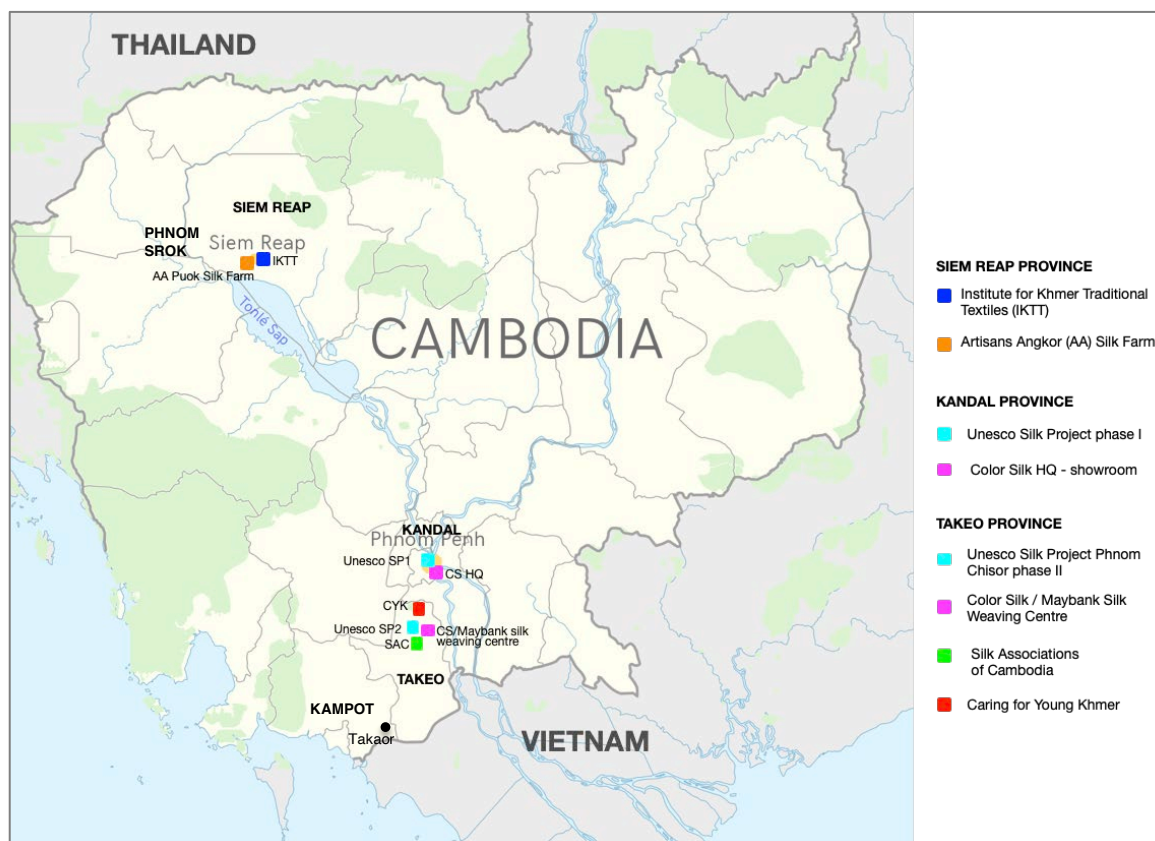 THAILAND
SIEM REAP
PHNOM
SROK
Siem Reap
IKTT
AA Puok Silk Farm
Tonlé Sap
CAMBODIA
KANDAL
Phnom Penh
Unesco SP1
CS HQ
CYK
Unesco SP2
CS/Maybank silk
weaving centre
SAC
TAKEO
KAMPOT
Takaor
VIETNAM
SIEM REAP PROVINCE
Institute for Khmer Traditional
Textiles (IKTT)
Artisans Angkor (AA) Silk Farm
KANDAL PROVINCE
Unesco Silk Project phase I
Color Silk HQ - showroom
TAKEO PROVINCE
Unesco Silk Project Phnom
Chisor phase II
Color Silk / Maybank Silk
Weaving Centre
Silk Associations
of Cambodia
Caring for Young Khmer